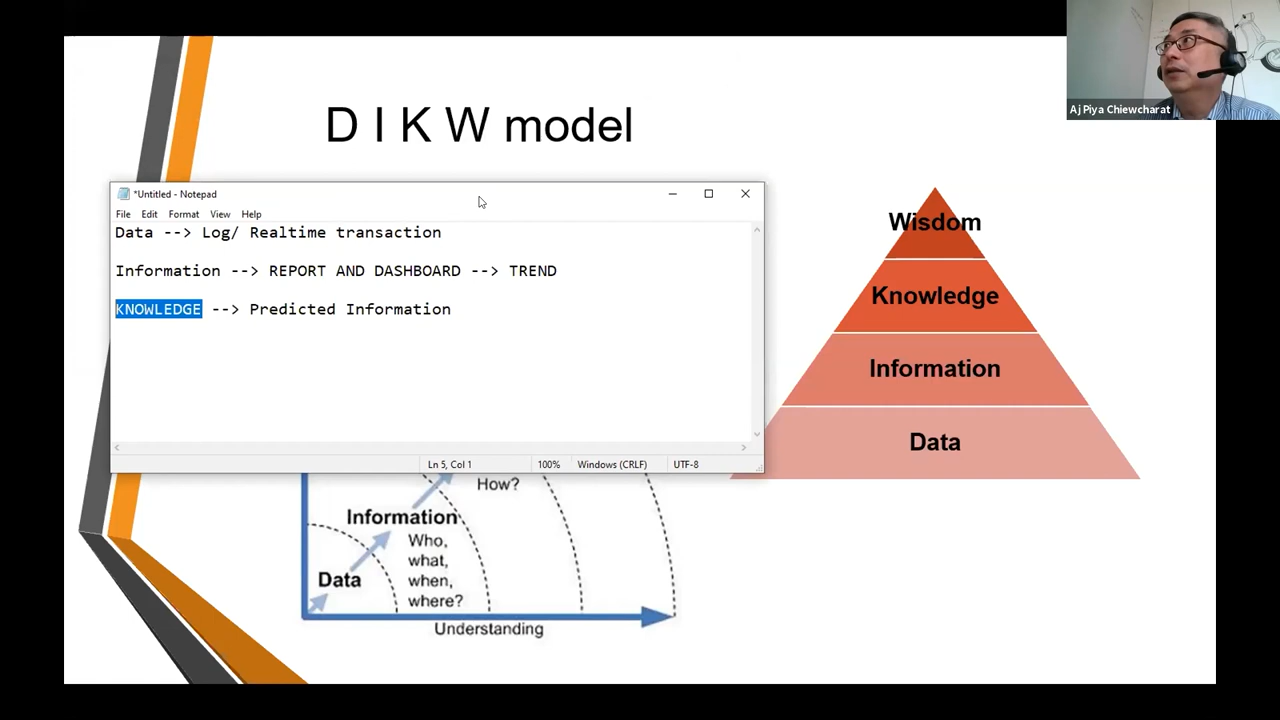 D I K W model
Aj Piya Chiewcharat
*Untitled - Notepad
File Edit Format View Help
Data --> Log/ Realtime transaction
Information --> REPORT AND DASHBOARD --> TREND
KNOWLEDGE --> Predicted Information
Ln 5, Col 1 100% Windows (CRLF) UTF-8
Wisdom
Knowledge
Information
Data
How?
Information
Who,
what,
when,
where?
Data
Understanding